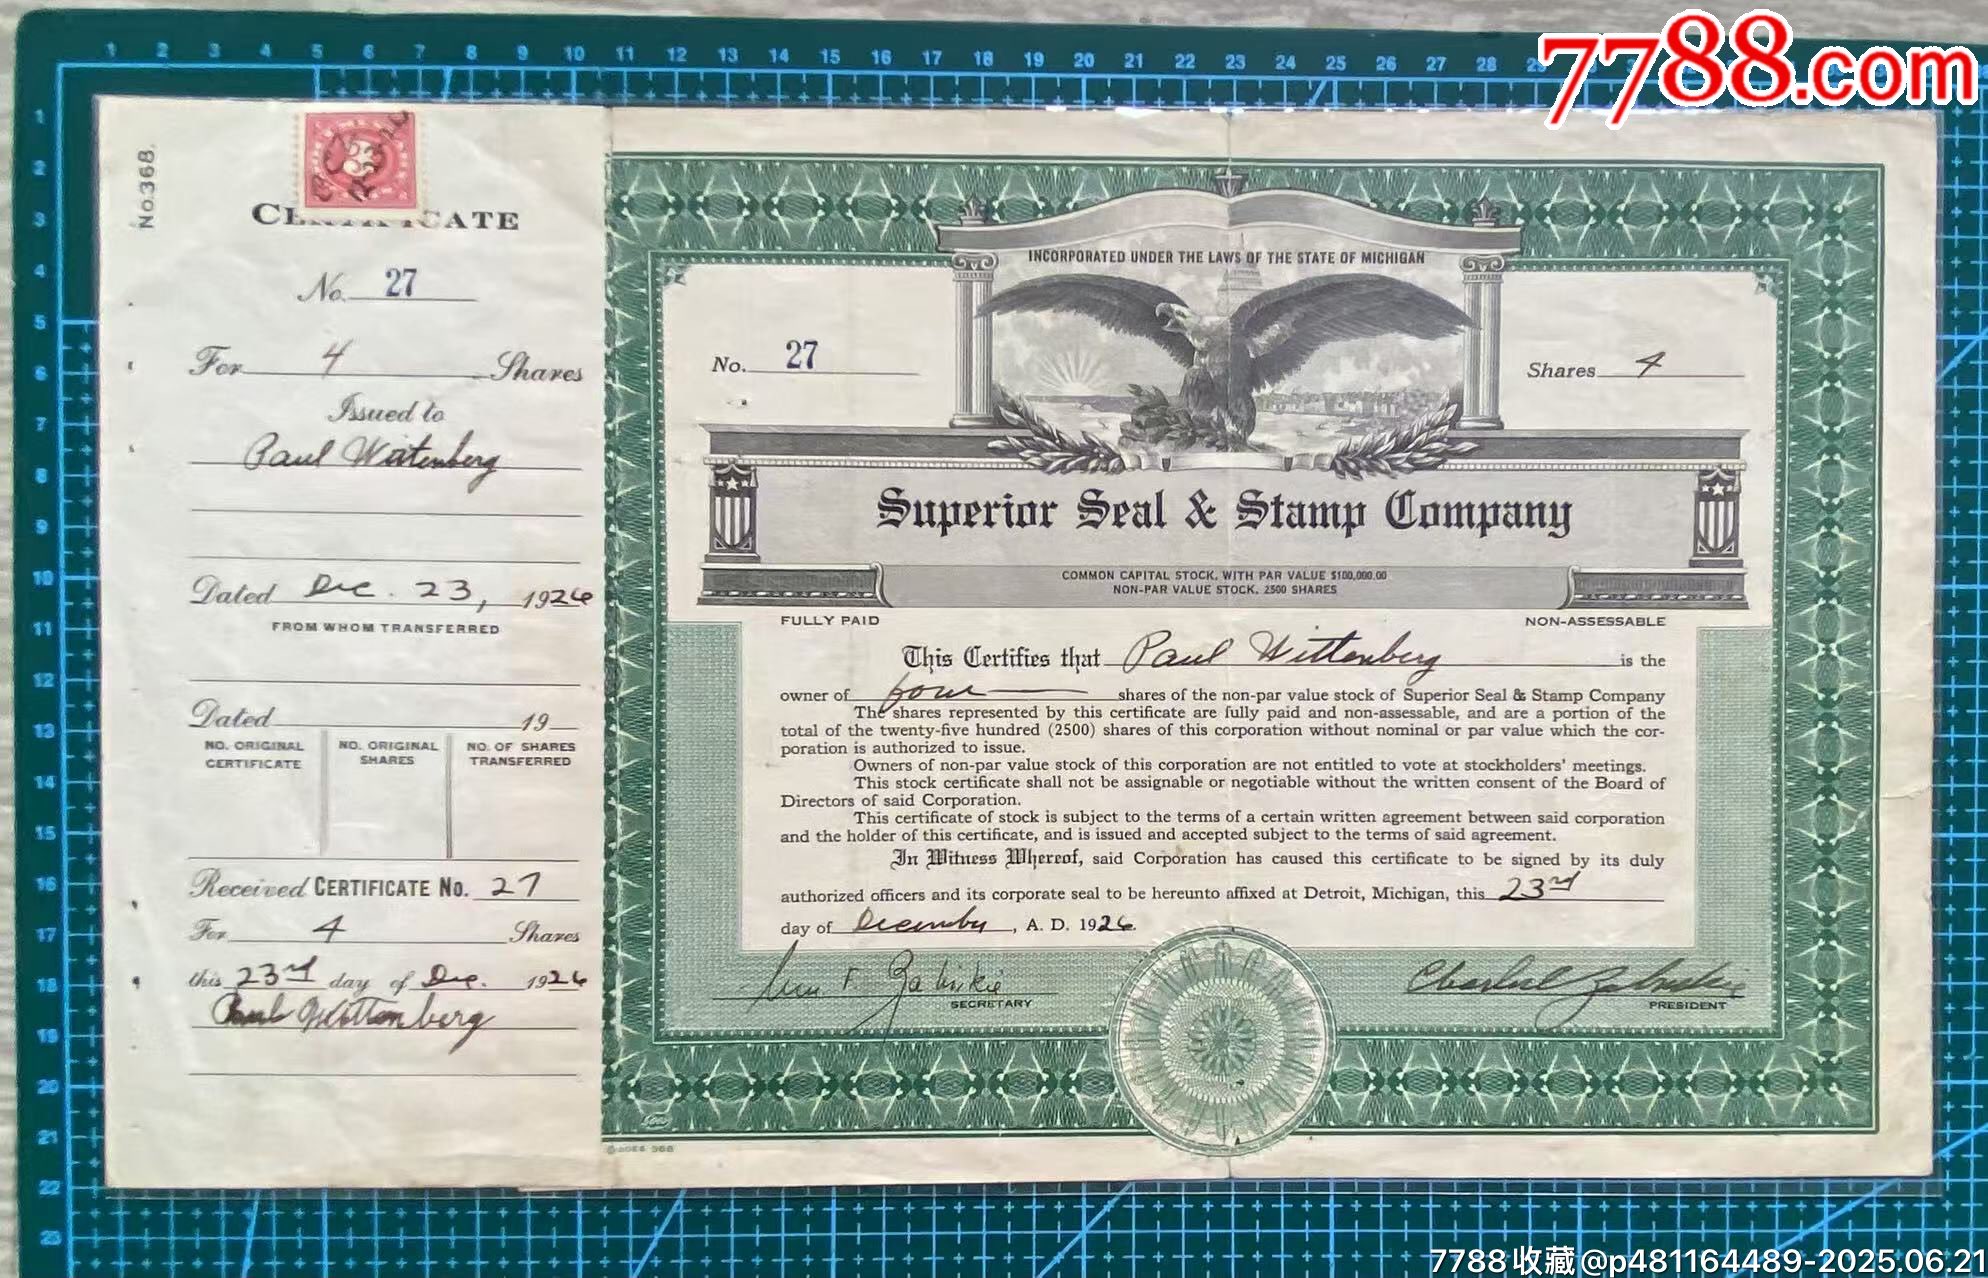 7788.com
No.368.
CERTIFICATE
No. 27
For 4 Shares
Issued to
Paul Wittenberg
Dated Dec. 23, 1926
FROM WHOM TRANSFERRED
Dated 19
NO. ORIGINAL CERTIFICATE
NO. ORIGINAL SHARES
NO. OF SHARES TRANSFERRED
Received CERTIFICATE No. 27
For 4 Shares
this 23rd day of Dec. 1926
Paul Wittenberg
INCORPORATED UNDER THE LAWS OF THE STATE OF MICHIGAN
No. 27
Shares 4
Superior Seal & Stamp Company
COMMON CAPITAL STOCK, WITH PAR VALUE $100,000.00
NON-PAR VALUE STOCK, 2500 SHARES
FULLY PAID
NON-ASSESSABLE
This Certifies that Paul Wittenberg is the
owner of four shares of the non-par value stock of Superior Seal & Stamp Company
The shares represented by this certificate are fully paid and non-assessable, and are a portion of the
total of the twenty-five hundred (2500) shares of this corporation without nominal or par value which the cor-
poration is authorized to issue.
Owners of non-par value stock of this corporation are not entitled to vote at stockholders' meetings.
This stock certificate shall not be assignable or negotiable without the written consent of the Board of
Directors of said Corporation.
This certificate of stock is subject to the terms of a certain written agreement between said corporation
and the holder of this certificate, and is issued and accepted subject to the terms of said agreement.
In Witness Whereof, said Corporation has caused this certificate to be signed by its duly
authorized officers and its corporate seal to be hereunto affixed at Detroit, Michigan, this 23rd
day of December, A. D. 1926.
SECRETARY
PRESIDENT
7788收藏@p481164489-2025.06.21